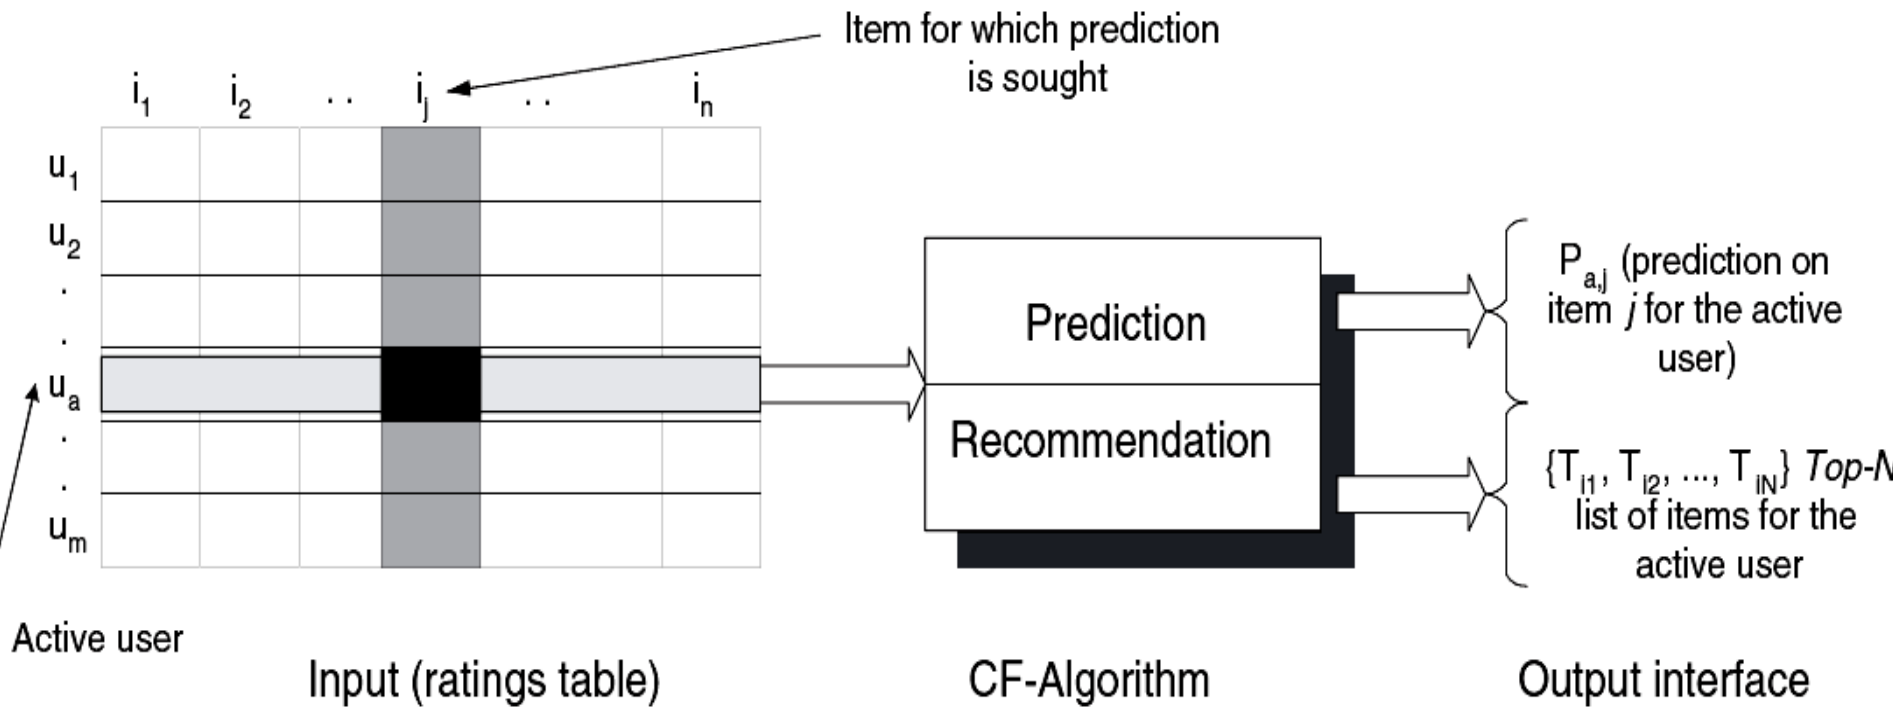 Item for which prediction
is sought
i1 i2 . . ij . . in
u1
u2
.
.
ua
.
.
um
Active user
Input (ratings table)
Prediction
Recommendation
CF-Algorithm
Pa,j (prediction on
item j for the active
user)
{Ti1, Ti2, ..., TiN} Top-N
list of items for the
active user
Output interface